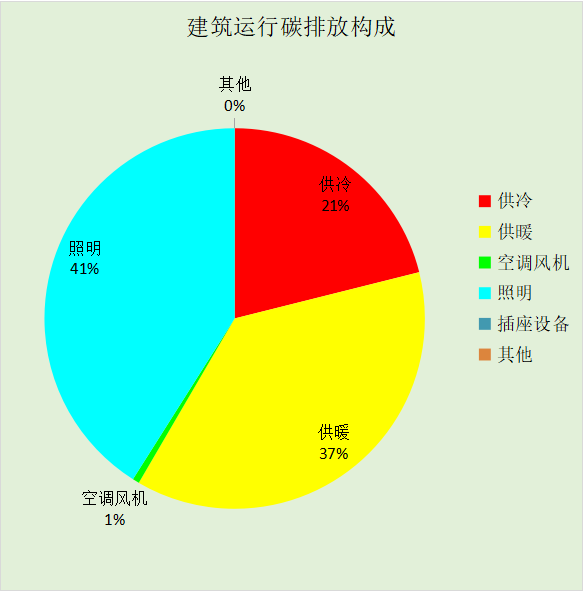 建筑运行碳排放构成
其他
0%
供冷
21%
照明
41%
供暖
37%
空调风机
1%
供冷
供暖
空调风机
照明
插座设备
其他